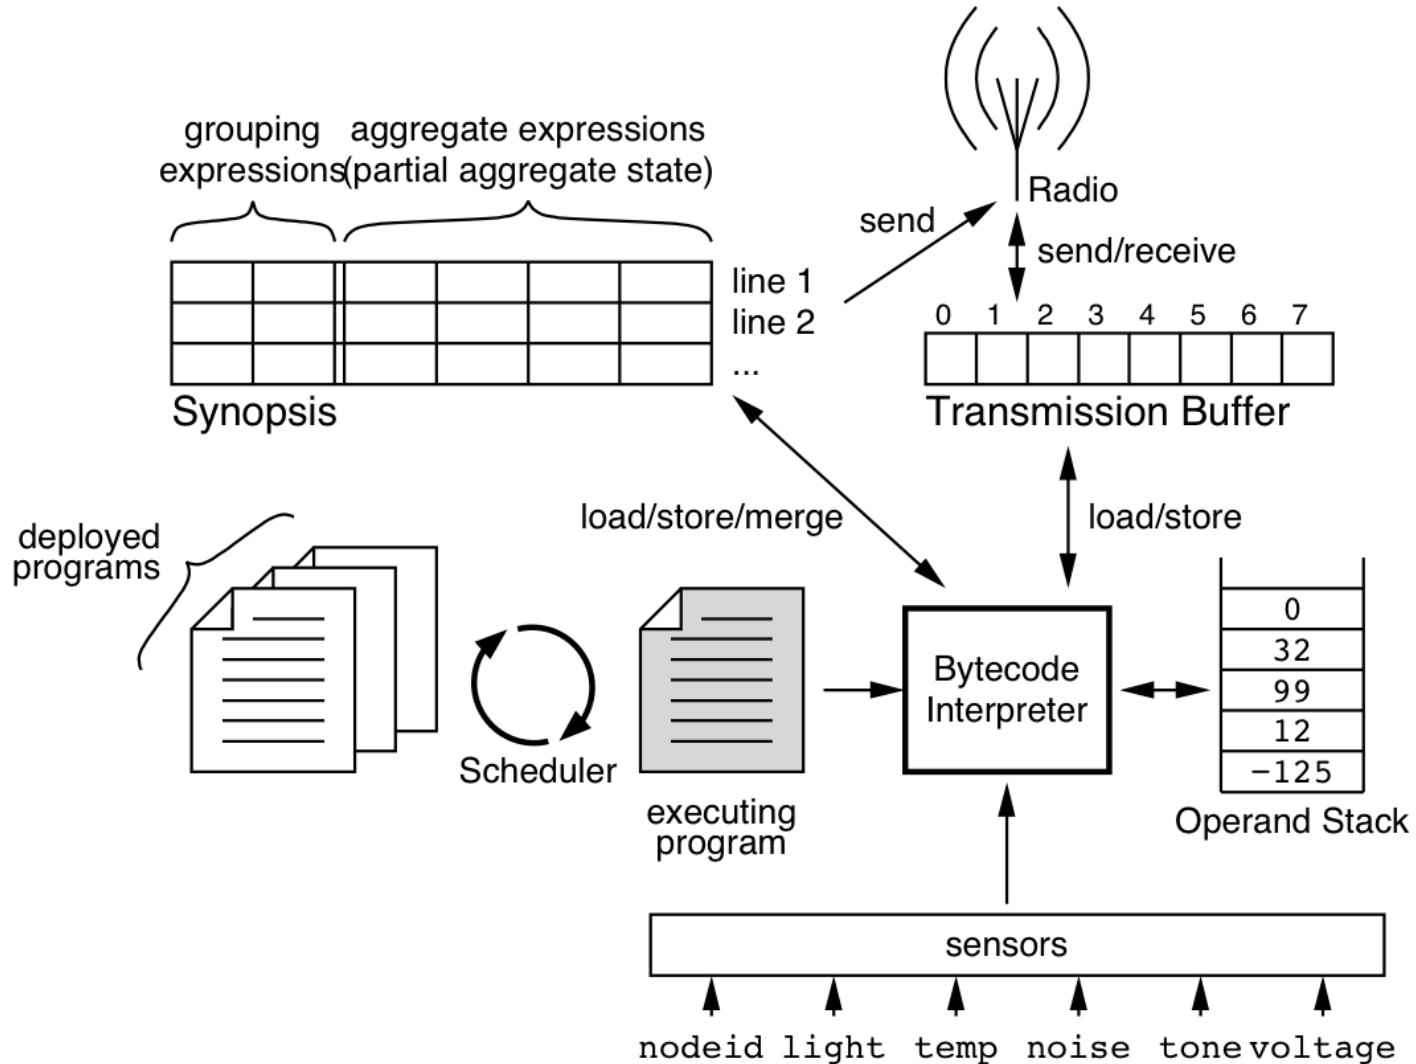 grouping
expressions
aggregate expressions
(partial aggregate state)
Radio
send
send/receive
line 1
line 2
...
0 1 2 3 4 5 6 7
Synopsis
Transmission Buffer
load/store/merge
load/store
deployed
programs
Scheduler
executing
program
Bytecode
Interpreter
0
32
99
12
−125
Operand Stack
sensors
nodeid light temp noise tone voltage